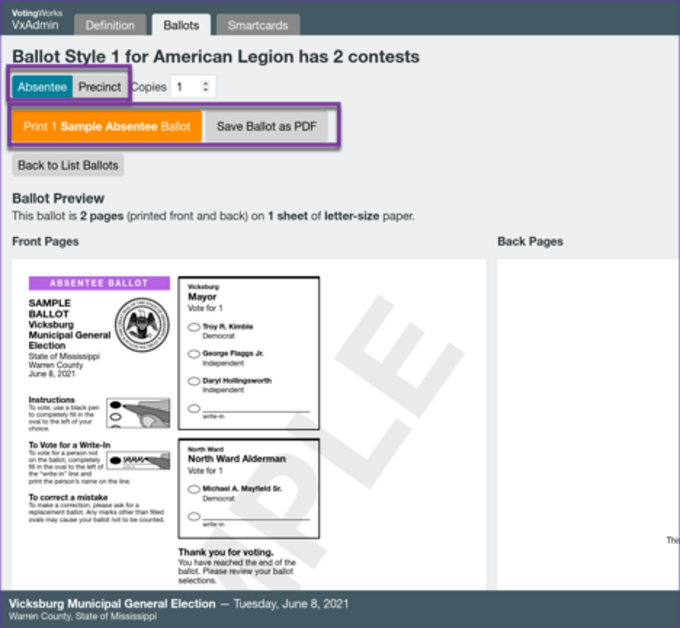 VotingWorks
VxAdmin
Definition
Ballots
Smartcards
Ballot Style 1 for American Legion has 2 contests
Absentee Precinct Copies 1
Print 1 Sample Absentee Ballot Save Ballot as PDF
Back to List Ballots
Ballot Preview
This ballot is 2 pages (printed front and back) on 1 sheet of letter-size paper.
Front Pages
Back Pages
ABSENTEE BALLOT
SAMPLE
BALLOT
Vicksburg
Municipal General
Election
State of Mississippi
Warren County
June 8, 2021
Instructions
To vote, use a black pen
to completely fill in the
oval to the left of your
choice.
To Vote for a Write-In
To vote for a person not
on the ballot, completely
fill in the oval to the left of
the "write-in" line and
print the person's name on the line.
To correct a mistake
To make a correction, please ask for a
replacement ballot. Any marks other than filled
ovals may cause your ballot not to be counted.
Vicksburg
Mayor
Vote for 1
Troy R. Kimble
Democrat
George Flaggs Jr.
Independent
Daryl Hollingsworth
Independent
write-in
North Ward
North Ward Alderman
Vote for 1
Michael A. Mayfield Sr.
Democrat
write-in
Thank you for voting.
You have reached the end of the
ballot. Please review your ballot
selections.
MPLE
This
Vicksburg Municipal General Election — Tuesday, June 8, 2021
Warren County, State of Mississippi